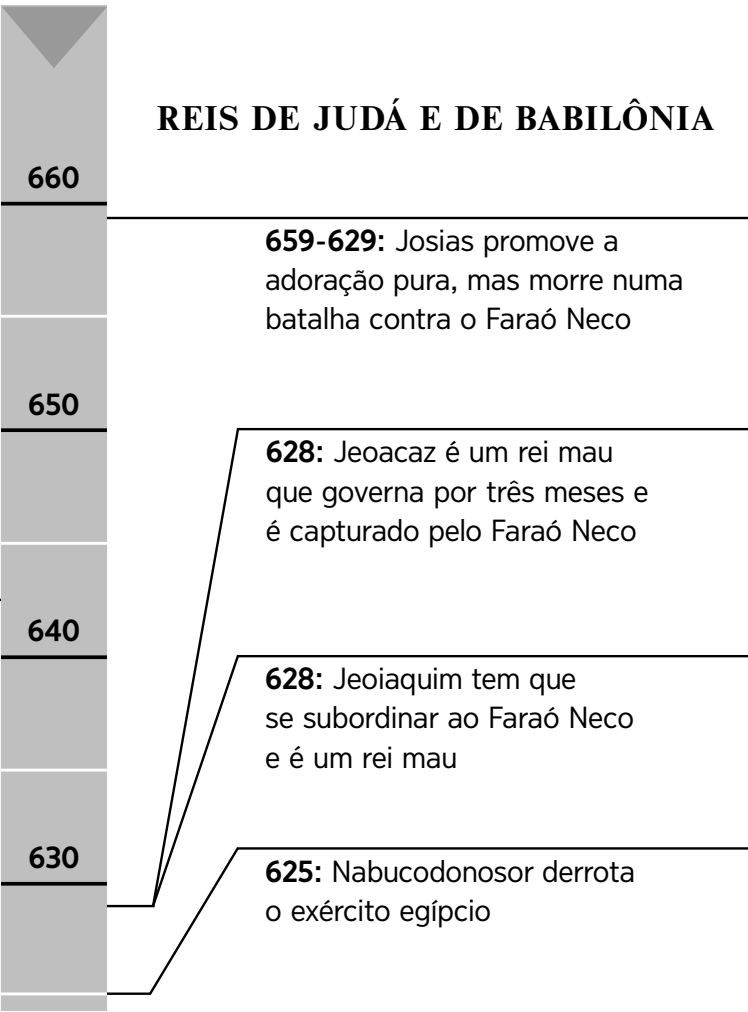 REIS DE JUDÁ E DE BABILÔNIA
660
659-629: Josias promove a
adoração pura, mas morre numa
batalha contra o Faraó Neco
650
628: Jeoacaz é um rei mau
que governa por três meses e
é capturado pelo Faraó Neco
640
628: Jeoiaquim tem que
se subordinar ao Faraó Neco
e é um rei mau
630
625: Nabucodonosor derrota
o exército egípcio